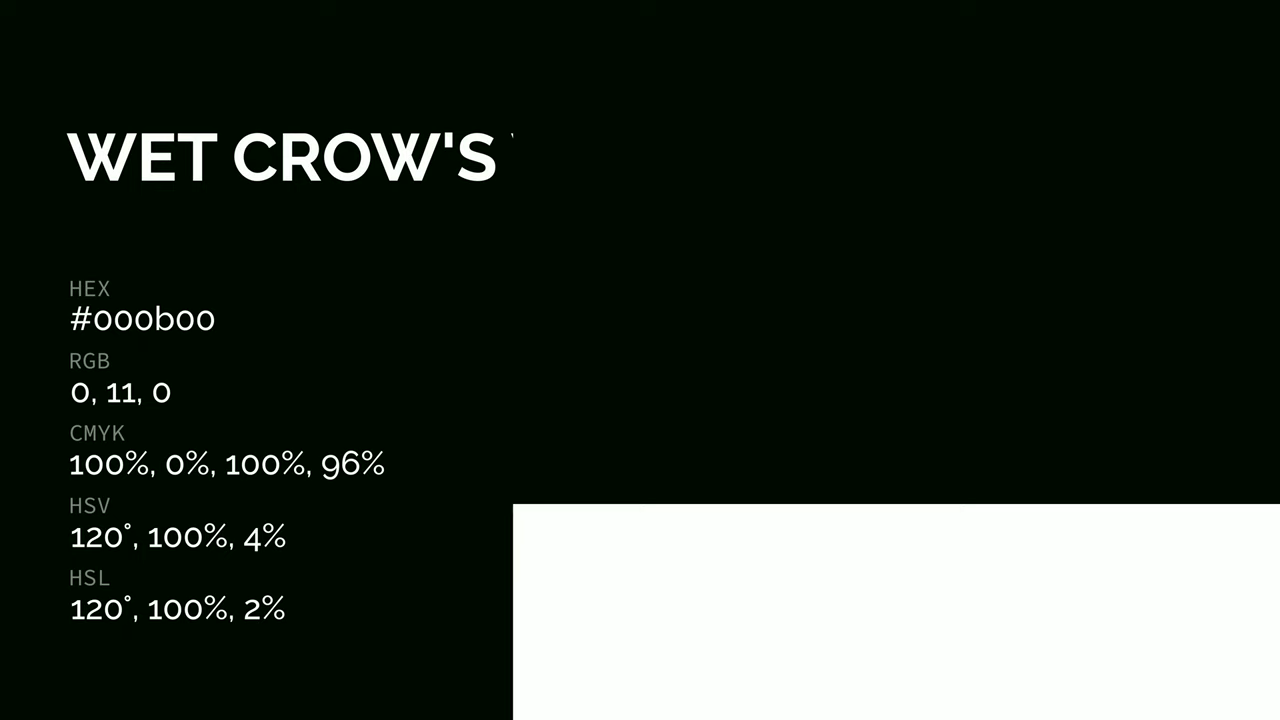 WET CROW'S
HEX
#000b00
RGB
0, 11, 0
CMYK
100%, 0%, 100%, 96%
HSV
120°, 100%, 4%
HSL
120°, 100%, 2%